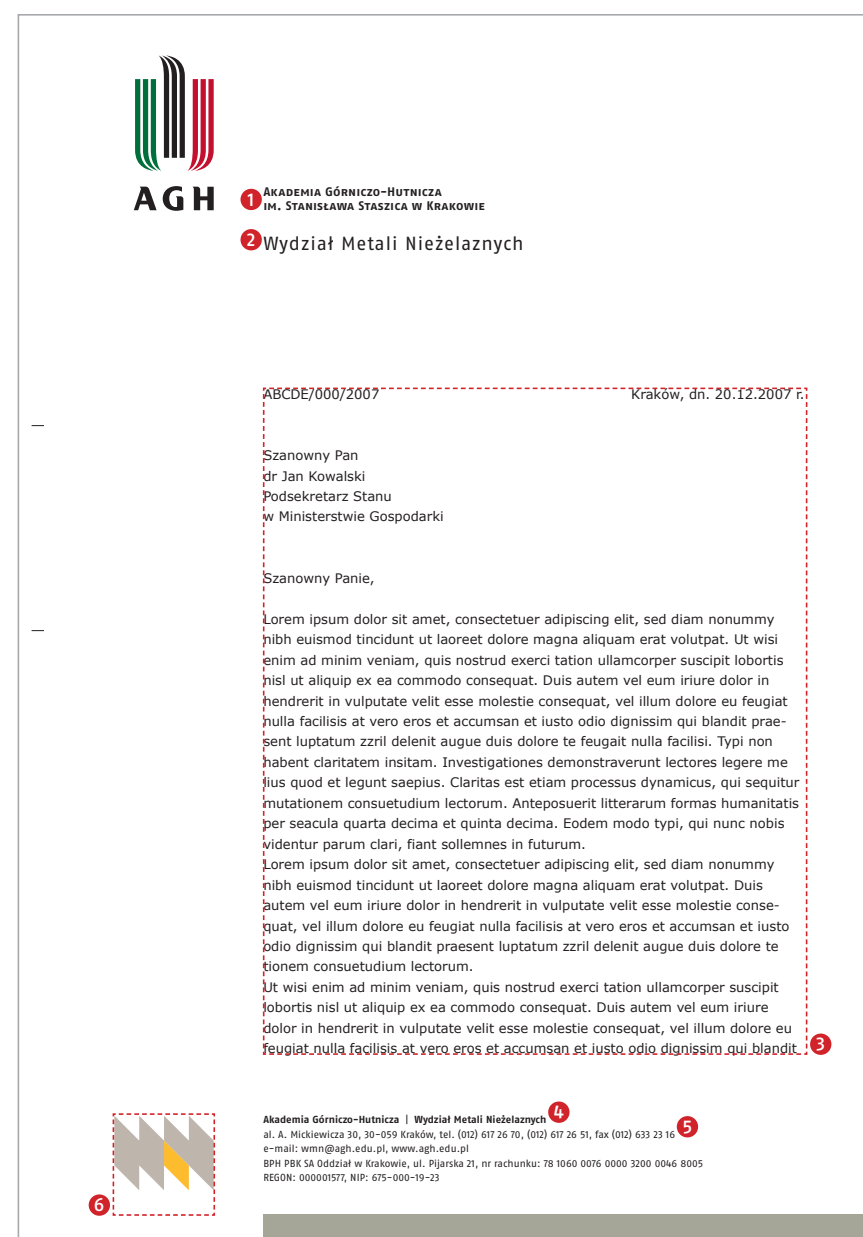 AGH
1 Akademia Górniczo-Hutnicza
im. Stanisława Staszica w Krakowie
2 Wydział Metali Nieżelaznych
ABCDE/000/2007 Kraków, dn. 20.12.2007 r.
Szanowny Pan
dr Jan Kowalski
Podsekretarz Stanu
w Ministerstwie Gospodarki
Szanowny Panie,
Lorem ipsum dolor sit amet, consectetuer adipiscing elit, sed diam nonummy
nibh euismod tincidunt ut laoreet dolore magna aliquam erat volutpat. Ut wisi
enim ad minim veniam, quis nostrud exerci tation ullamcorper suscipit lobortis
nisl ut aliquip ex ea commodo consequat. Duis autem vel eum iriure dolor in
hendrerit in vulputate velit esse molestie consequat, vel illum dolore eu feugiat
nulla facilisis at vero eros et accumsan et iusto odio dignissim qui blandit prae-
sent luptatum zzril delenit augue duis dolore te feugait nulla facilisi. Typi non
habent claritatem insitam. Investigationes demonstraverunt lectores legere me
lius quod et legunt saepius. Claritas est etiam processus dynamicus, qui sequitur
mutationem consuetudium lectorum. Anteposuerit litterarum formas humanitatis
per seacula quarta decima et quinta decima. Eodem modo typi, qui nunc nobis
videntur parum clari, fiant sollemnes in futurum.
Lorem ipsum dolor sit amet, consectetuer adipiscing elit, sed diam nonummy
nibh euismod tincidunt ut laoreet dolore magna aliquam erat volutpat. Duis
autem vel eum iriure dolor in hendrerit in vulputate velit esse molestie conse-
quat, vel illum dolore eu feugiat nulla facilisis at vero eros et accumsan et iusto
odio dignissim qui blandit praesent luptatum zzril delenit augue duis dolore te
tionem consuetudium lectorum.
Ut wisi enim ad minim veniam, quis nostrud exerci tation ullamcorper suscipit
lobortis nisl ut aliquip ex ea commodo consequat. Duis autem vel eum iriure
dolor in hendrerit in vulputate velit esse molestie consequat, vel illum dolore eu
feugiat nulla facilisis at vero eros et accumsan et iusto odio dignissim qui blandit 3
Akademia Górniczo-Hutnicza | Wydział Metali Nieżelaznych 4
al. A. Mickiewicza 30, 30-059 Kraków, tel. (012) 617 26 70, (012) 617 26 51, fax (012) 633 23 16 5
e-mail: wmn@agh.edu.pl, www.agh.edu.pl
BPH PBK SA Oddział w Krakowie, ul. Pijarska 21, nr rachunku: 78 1060 0076 0000 3200 0046 8005
REGON: 000001577, NIP: 675-000-19-23
6